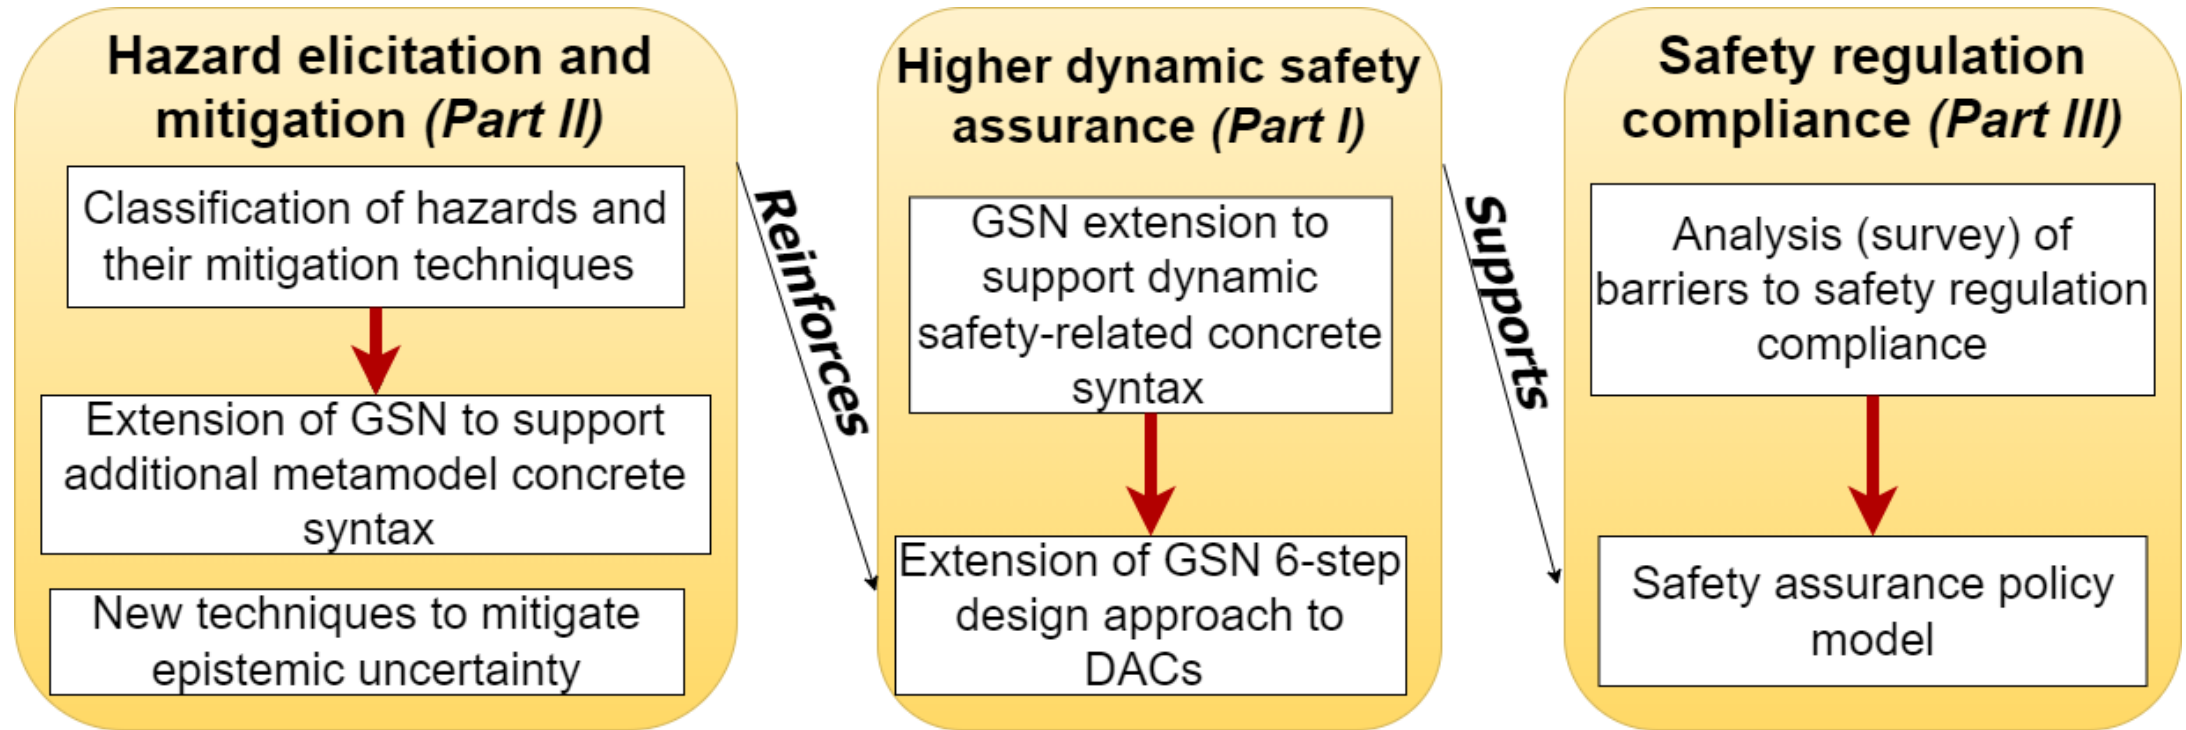 Hazard elicitation and
mitigation (Part II)
Classification of hazards and
their mitigation techniques
Extension of GSN to support
additional metamodel concrete
syntax
New techniques to mitigate
epistemic uncertainty
Reinforces
Higher dynamic safety
assurance (Part I)
GSN extension to
support dynamic
safety-related concrete
syntax
Extension of GSN 6-step
design approach to
DACs
Supports
Safety regulation
compliance (Part III)
Analysis (survey) of
barriers to safety regulation
compliance
Safety assurance policy
model